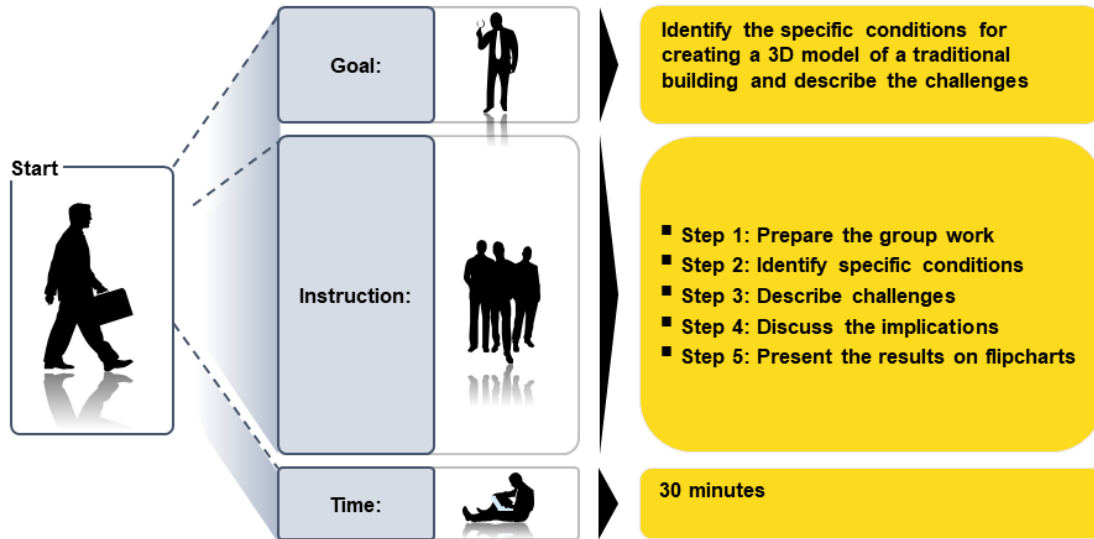 Start
Goal:
Identify the specific conditions for
creating a 3D model of a traditional
building and describe the challenges
Instruction:
▪ Step 1: Prepare the group work
▪ Step 2: Identify specific conditions
▪ Step 3: Describe challenges
▪ Step 4: Discuss the implications
▪ Step 5: Present the results on flipcharts
Time:
30 minutes